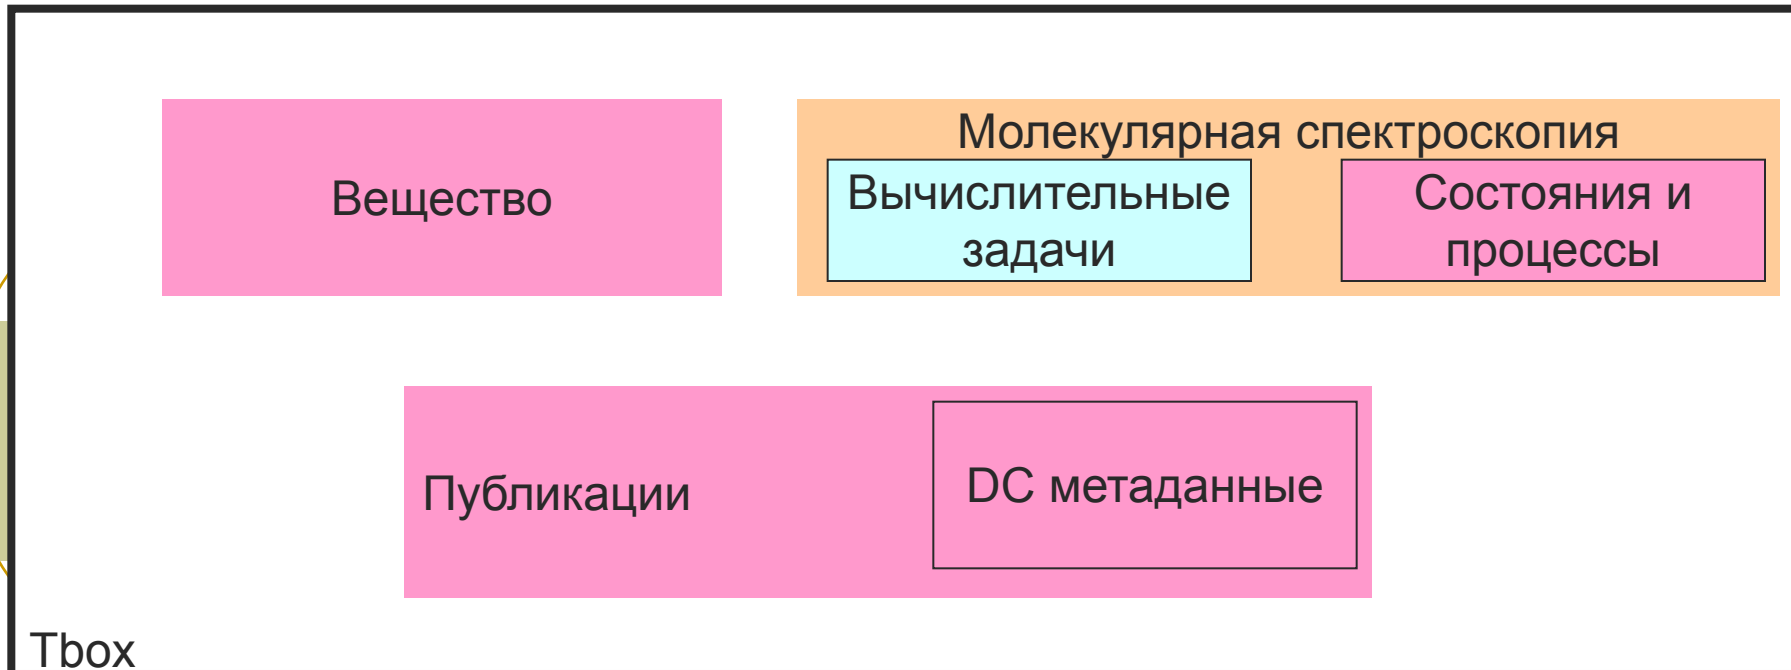 Вещество
Молекулярная спектроскопия
Вычислительные
задачи
Состояния и
процессы
Публикации
DC метаданные
Tbox